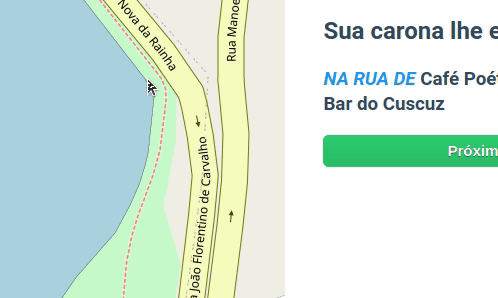 Nova da Rainha
Rua Manoe
João Florentino de Carvalho
Sua carona lhe e
NA RUA DE Café Poé
Bar do Cuscuz
Próxim